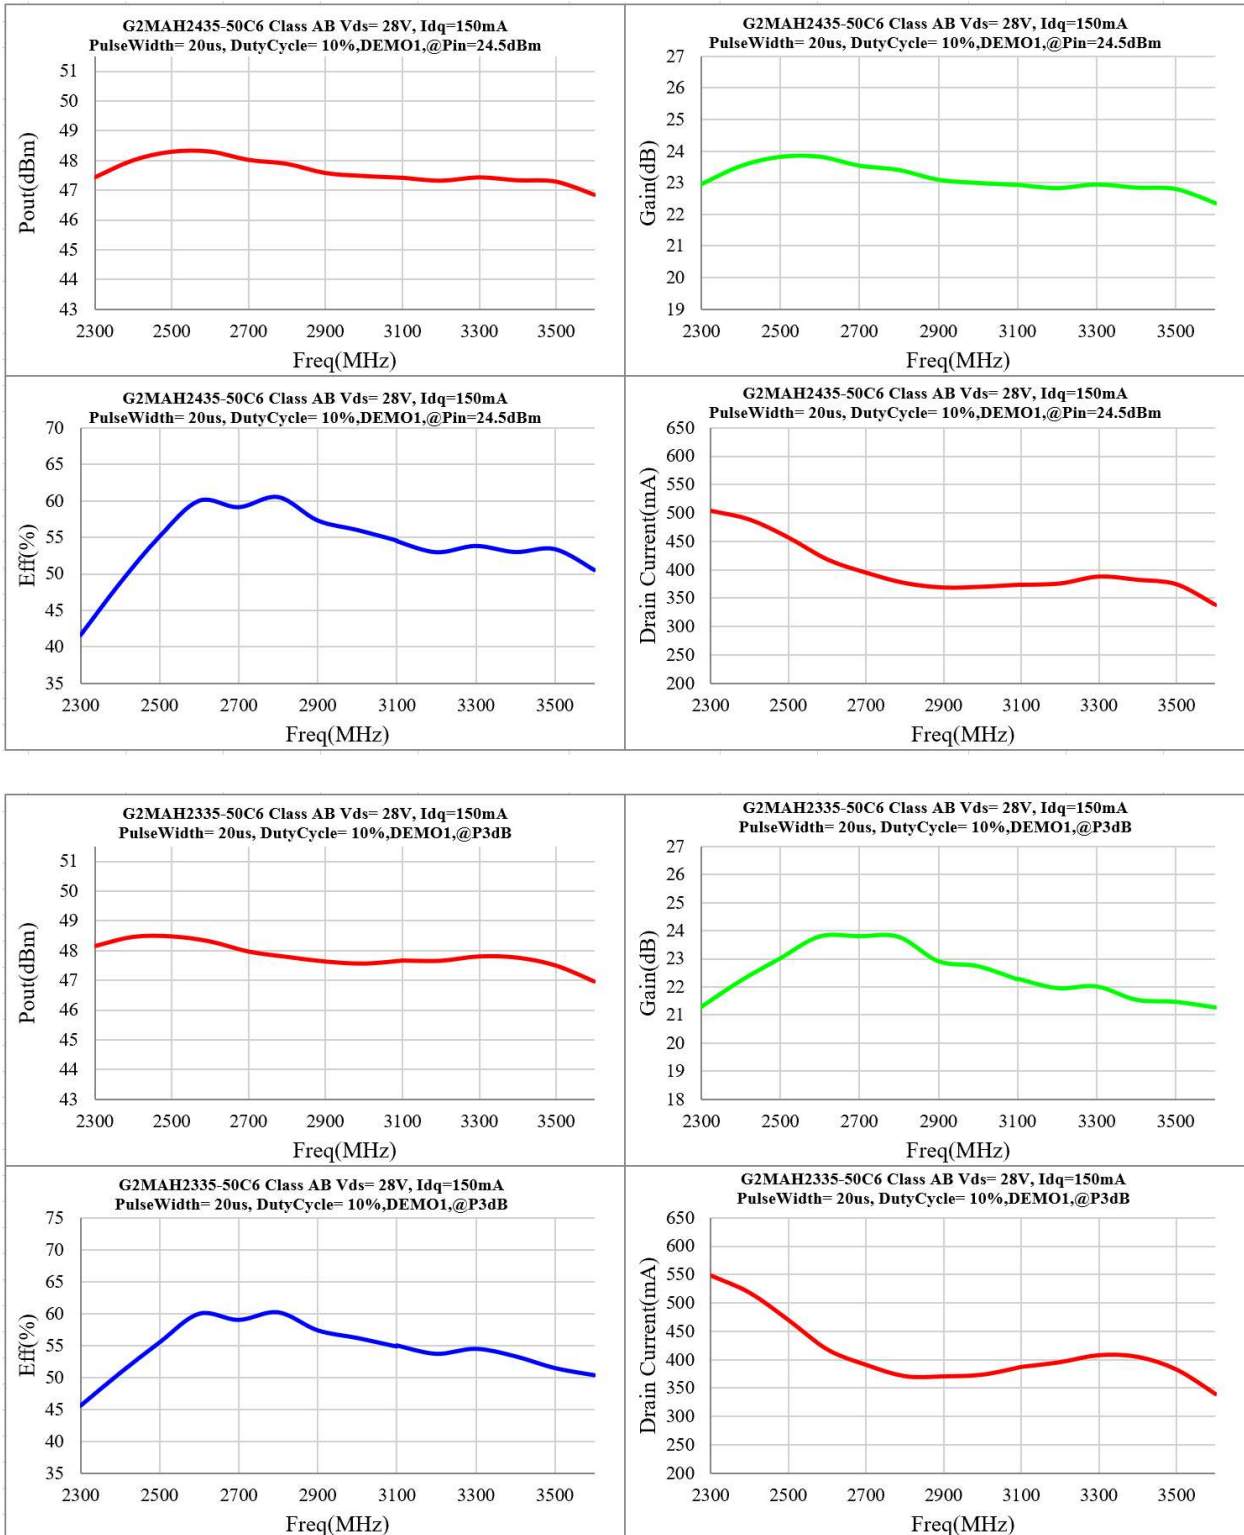 G2MAH2435-50C6 Class AB Vds= 28V, Idq=150mA
PulseWidth= 20us, DutyCycle= 10%,DEMO1,@Pin=24.5dBm
51
50
49
48
47
46
45
44
43
Pout(dBm)
2300 2500 2700 2900 3100 3300 3500
Freq(MHz)
G2MAH2435-50C6 Class AB Vds= 28V, Idq=150mA
PulseWidth= 20us, DutyCycle= 10%,DEMO1,@Pin=24.5dBm
27
26
25
24
23
22
21
20
19
Gain(dB)
2300 2500 2700 2900 3100 3300 3500
Freq(MHz)
G2MAH2435-50C6 Class AB Vds= 28V, Idq=150mA
PulseWidth= 20us, DutyCycle= 10%,DEMO1,@Pin=24.5dBm
70
65
60
55
50
45
40
35
Eff(%)
2300 2500 2700 2900 3100 3300 3500
Freq(MHz)
G2MAH2435-50C6 Class AB Vds= 28V, Idq=150mA
PulseWidth= 20us, DutyCycle= 10%,DEMO1,@Pin=24.5dBm
650
600
550
500
450
400
350
300
250
200
Drain Current(mA)
2300 2500 2700 2900 3100 3300 3500
Freq(MHz)
G2MAH2335-50C6 Class AB Vds= 28V, Idq=150mA
PulseWidth= 20us, DutyCycle= 10%,DEMO1,@P3dB
51
50
49
48
47
46
45
44
43
Pout(dBm)
2300 2500 2700 2900 3100 3300 3500
Freq(MHz)
G2MAH2335-50C6 Class AB Vds= 28V, Idq=150mA
PulseWidth= 20us, DutyCycle= 10%,DEMO1,@P3dB
27
26
25
24
23
22
21
20
19
18
Gain(dB)
2300 2500 2700 2900 3100 3300 3500
Freq(MHz)
G2MAH2335-50C6 Class AB Vds= 28V, Idq=150mA
PulseWidth= 20us, DutyCycle= 10%,DEMO1,@P3dB
75
70
65
60
55
50
45
40
35
Eff(%)
2300 2500 2700 2900 3100 3300 3500
Freq(MHz)
G2MAH2335-50C6 Class AB Vds= 28V, Idq=150mA
PulseWidth= 20us, DutyCycle= 10%,DEMO1,@P3dB
650
600
550
500
450
400
350
300
250
200
Drain Current(mA)
2300 2500 2700 2900 3100 3300 3500
Freq(MHz)